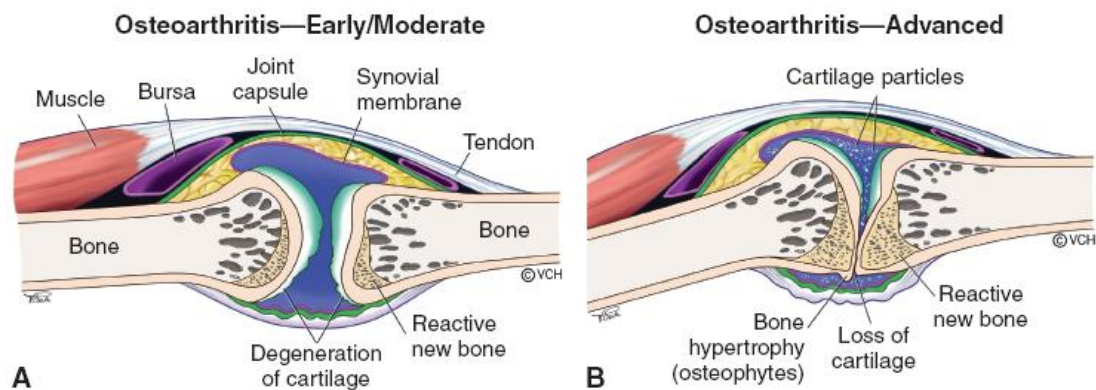 Osteoarthritis—Early/Moderate
Muscle
Bursa
Joint
capsule
Synovial
membrane
Tendon
Bone
Bone
©VCH
Degeneration
of cartilage
Reactive
new bone
A
Osteoarthritis—Advanced
Cartilage particles
©VCH
Bone
hypertrophy
(osteophytes)
Loss of
cartilage
Reactive
new bone
B